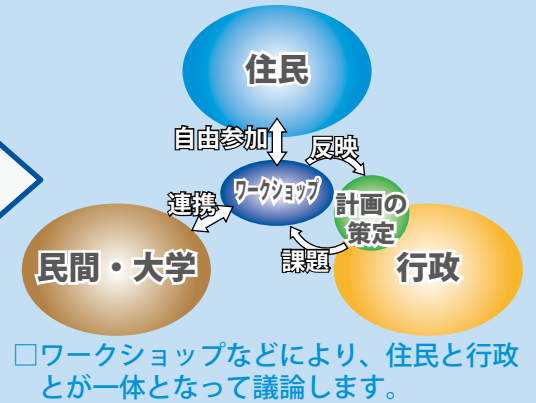 住民
自由参加
反映
ワークショップ
計画の
策定
連携
課題
民間・大学
行政
□ワークショップなどにより、住民と行政
とが一体となって議論します。